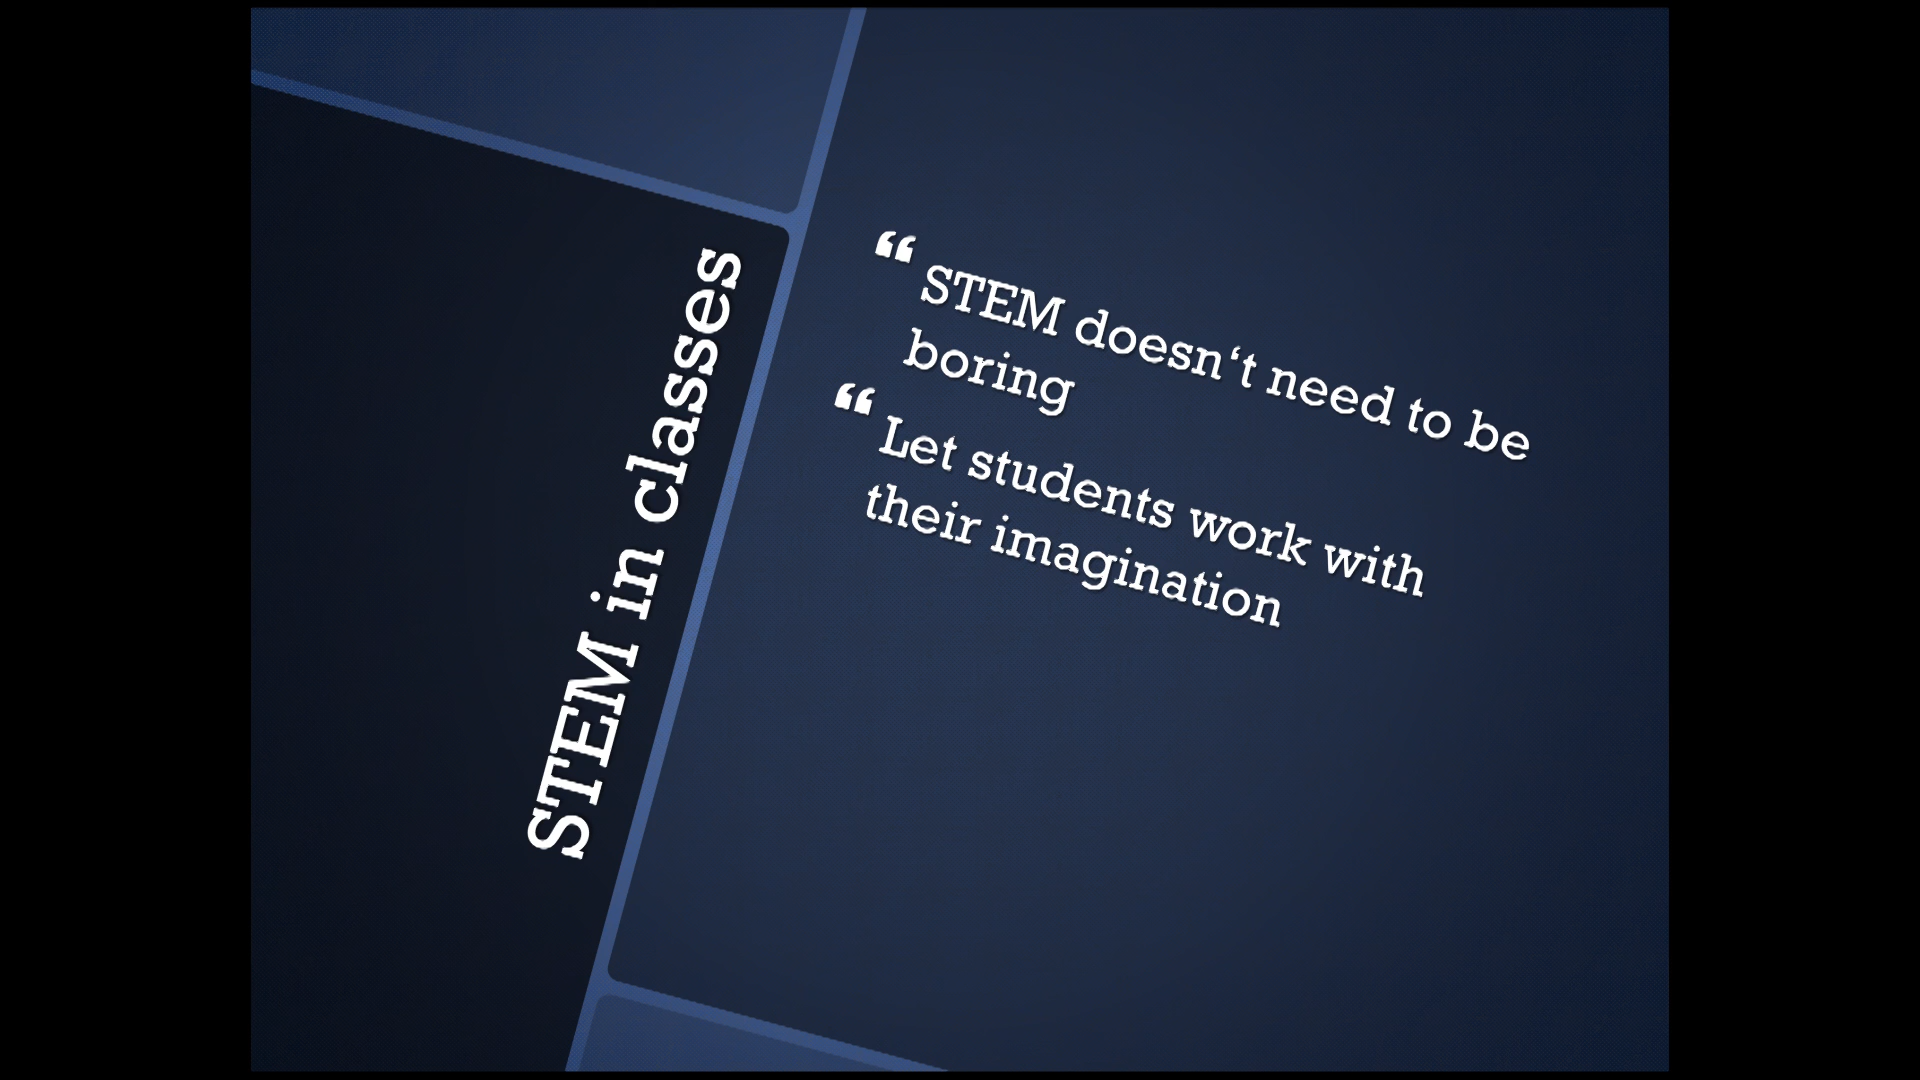 STEM in classes
“ STEM doesn‘t need to be
boring
“ Let students work with
their imagination